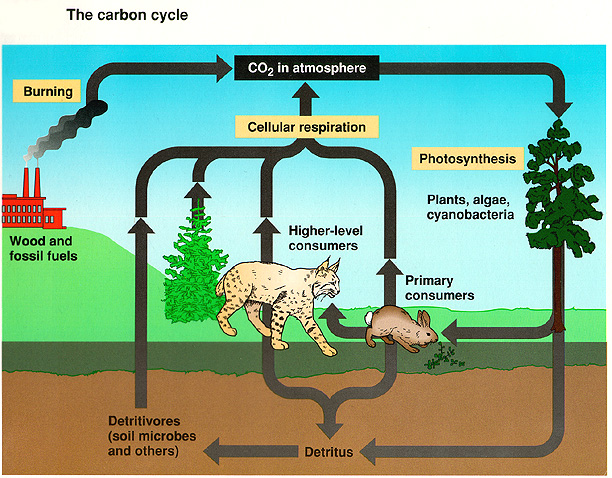 The carbon cycle
CO2 in atmosphere
Burning
Cellular respiration
Photosynthesis
Plants, algae,
cyanobacteria
Wood and
fossil fuels
Higher-level
consumers
Primary
consumers
Detritivores
(soil microbes
and others)
Detritus